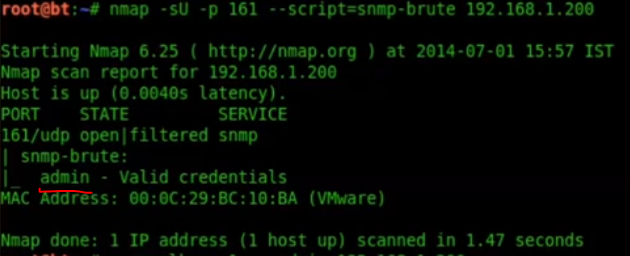 root@bt:~# nmap -sU -p 161 --script=snmp-brute 192.168.1.200
Starting Nmap 6.25 ( http://nmap.org ) at 2014-07-01 15:57 IST
Nmap scan report for 192.168.1.200
Host is up (0.0040s latency).
PORT    STATE         SERVICE
161/udp open|filtered snmp
| snmp-brute:
|_  admin - Valid credentials
MAC Address: 00:0C:29:BC:10:BA (VMware)
Nmap done: 1 IP address (1 host up) scanned in 1.47 seconds